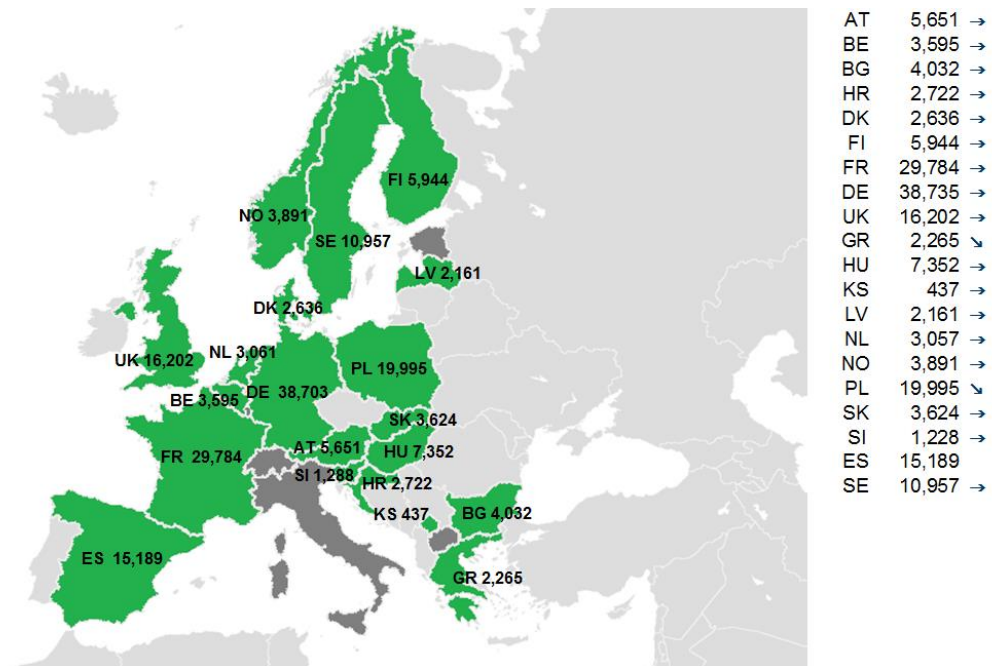 FI 5,944
NO 3,891
SE 10,957
LV 2,161
DK 2,636
NL 3,061
UK 16,202
PL 19,995
DE 38,703
BE 3,595
SK 3,624
AT 5,651
HU 7,352
FR 29,784
SI 1,288
HR 2,722
KS 437
BG 4,032
ES 15,189
GR 2,265
AT 5,651 →
BE 3,595 →
BG 4,032 →
HR 2,722 →
DK 2,636 →
FI 5,944 →
FR 29,784 →
DE 38,735 →
UK 16,202 →
GR 2,265 ↘
HU 7,352 →
KS 437 →
LV 2,161 →
NL 3,057 →
NO 3,891 →
PL 19,995 ↘
SK 3,624 →
SI 1,228 →
ES 15,189
SE 10,957 →